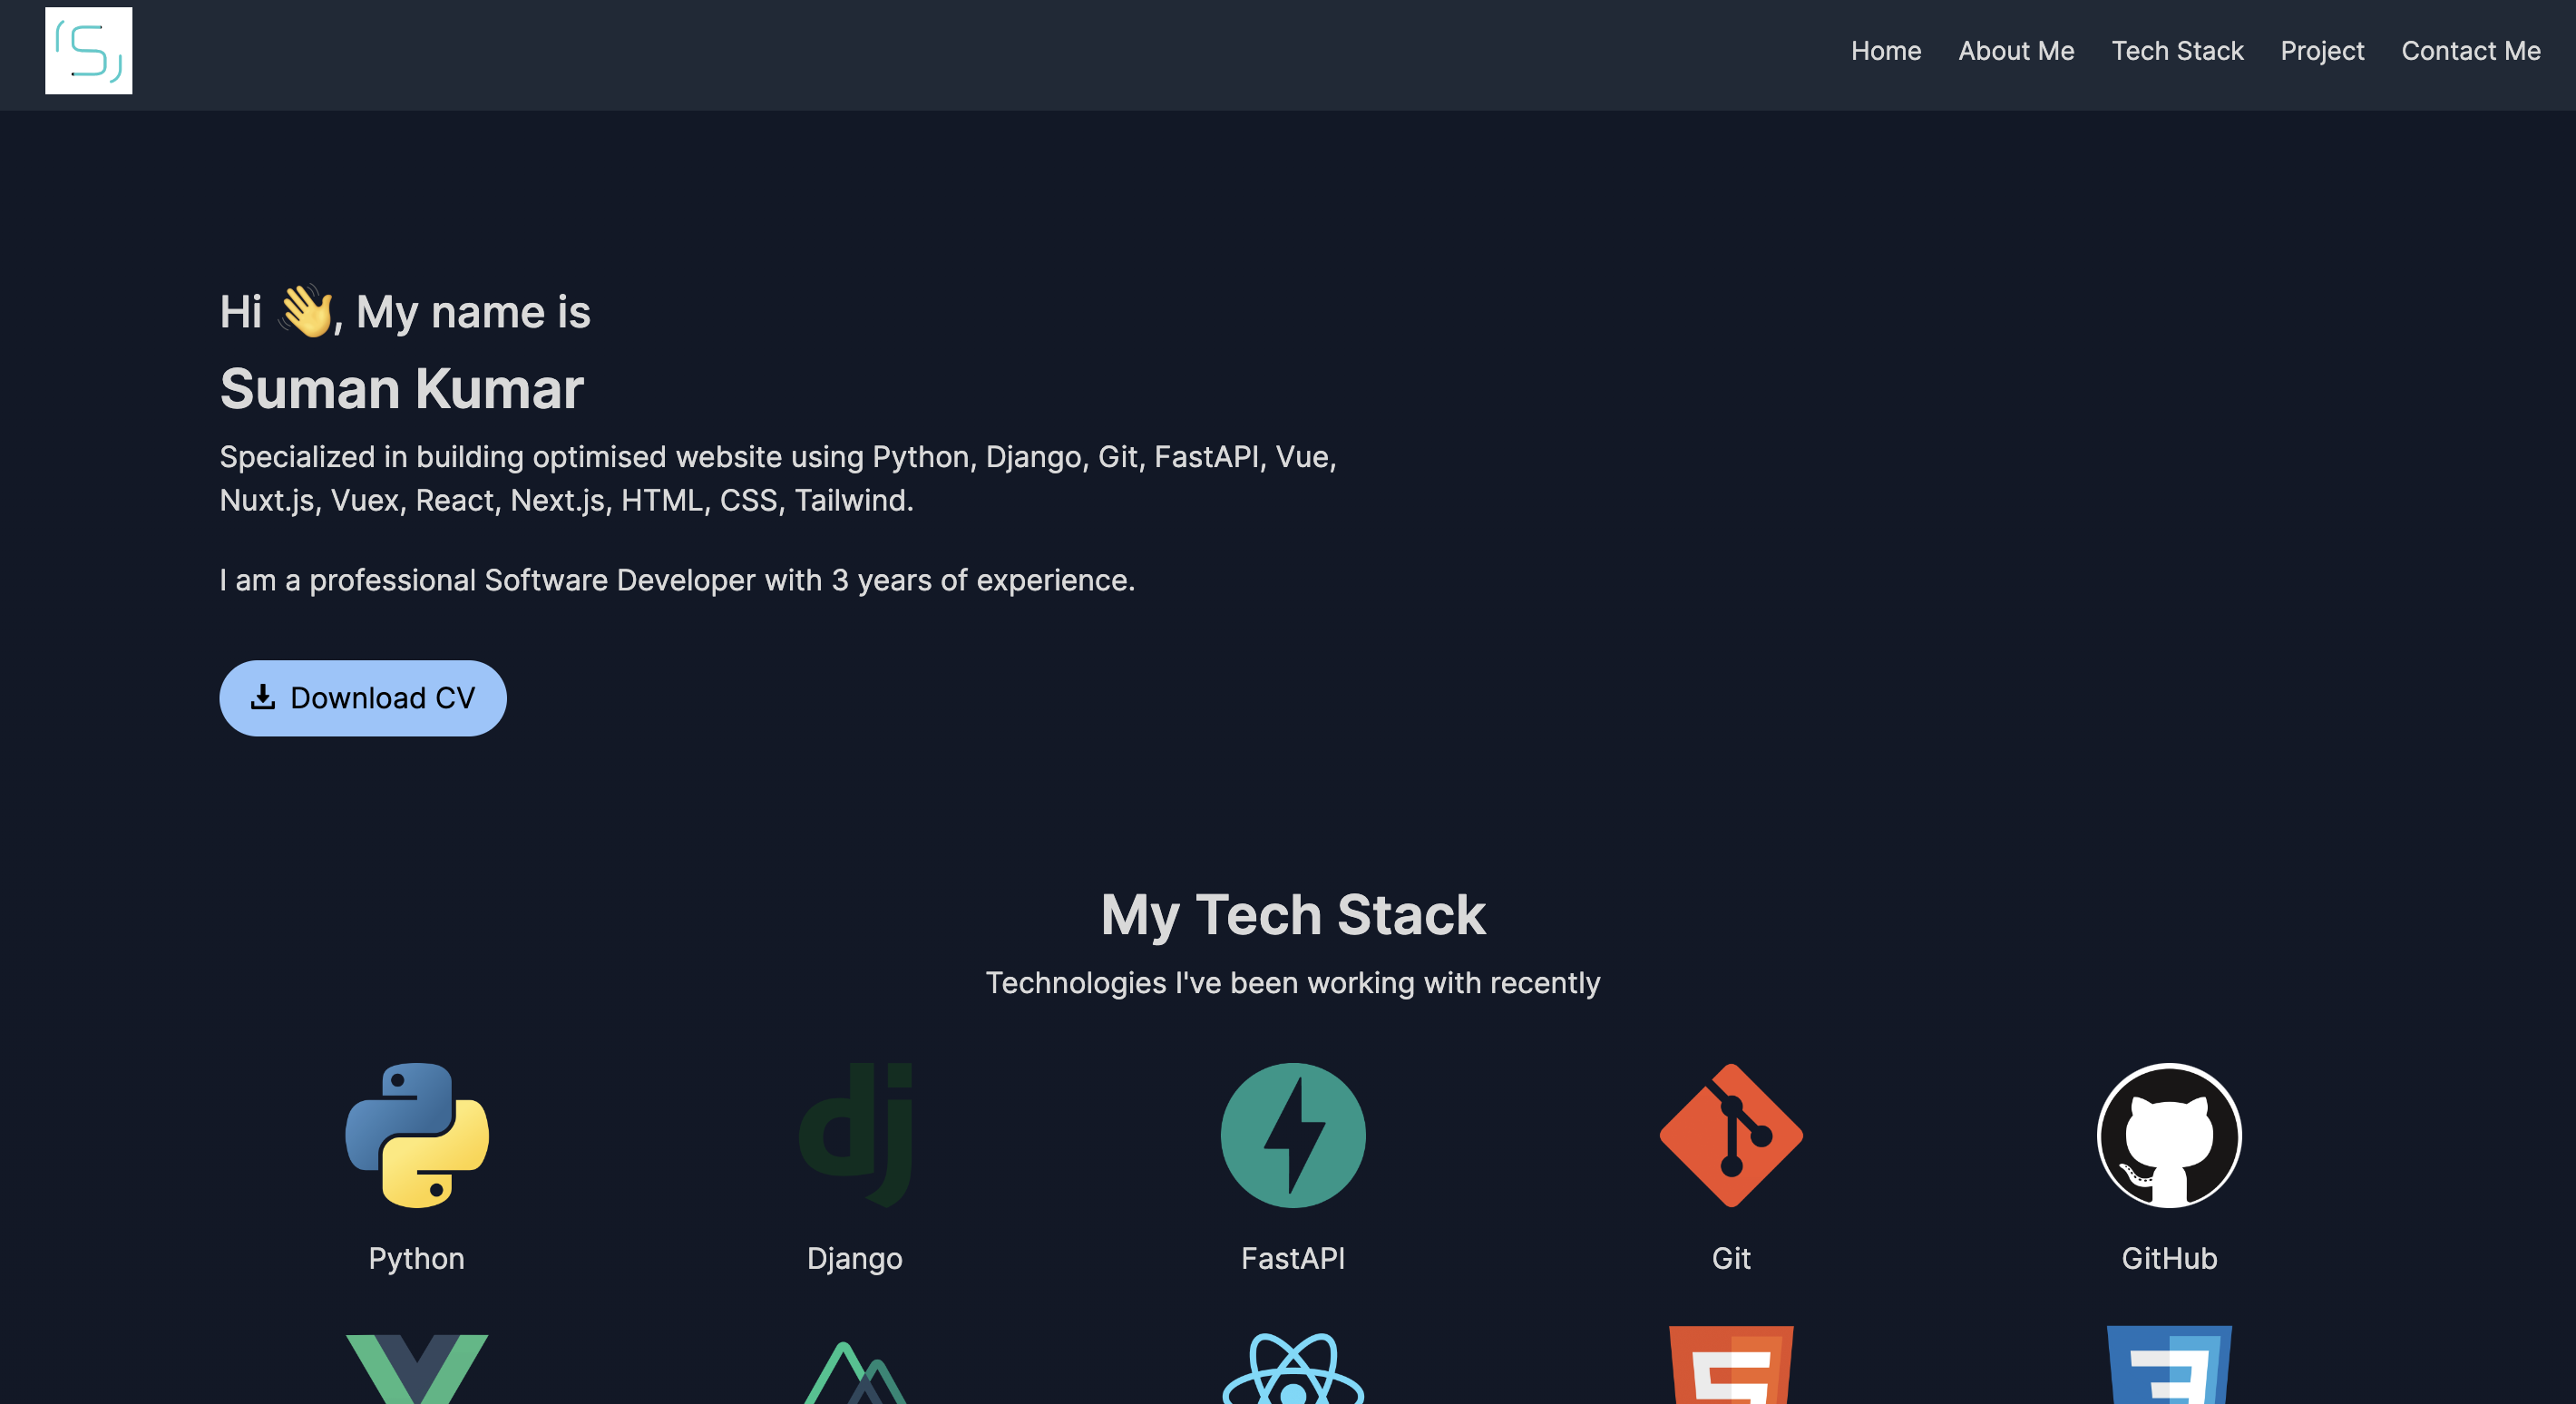 Home About Me Tech Stack Project Contact Me
Hi 👋, My name is
Suman Kumar
Specialized in building optimised website using Python, Django, Git, FastAPI, Vue,
Nuxt.js, Vuex, React, Next.js, HTML, CSS, Tailwind.
I am a professional Software Developer with 3 years of experience.
Download CV
My Tech Stack
Technologies I've been working with recently
dj
Python Django FastAPI Git GitHub